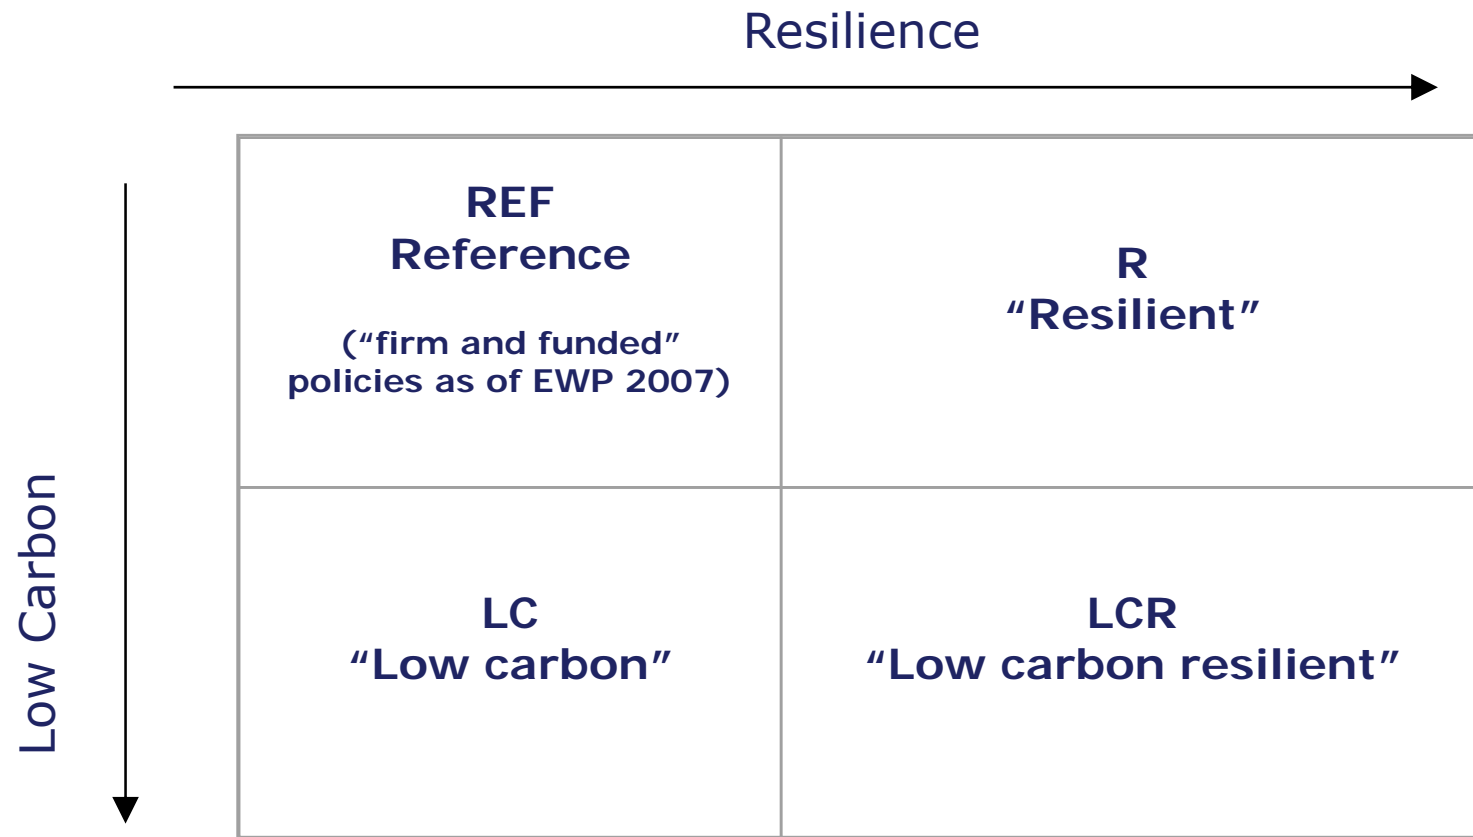 Resilience
REF
Reference
(“firm and funded”
policies as of EWP 2007)
R
“Resilient”
Low Carbon
LC
“Low carbon”
LCR
“Low carbon resilient”